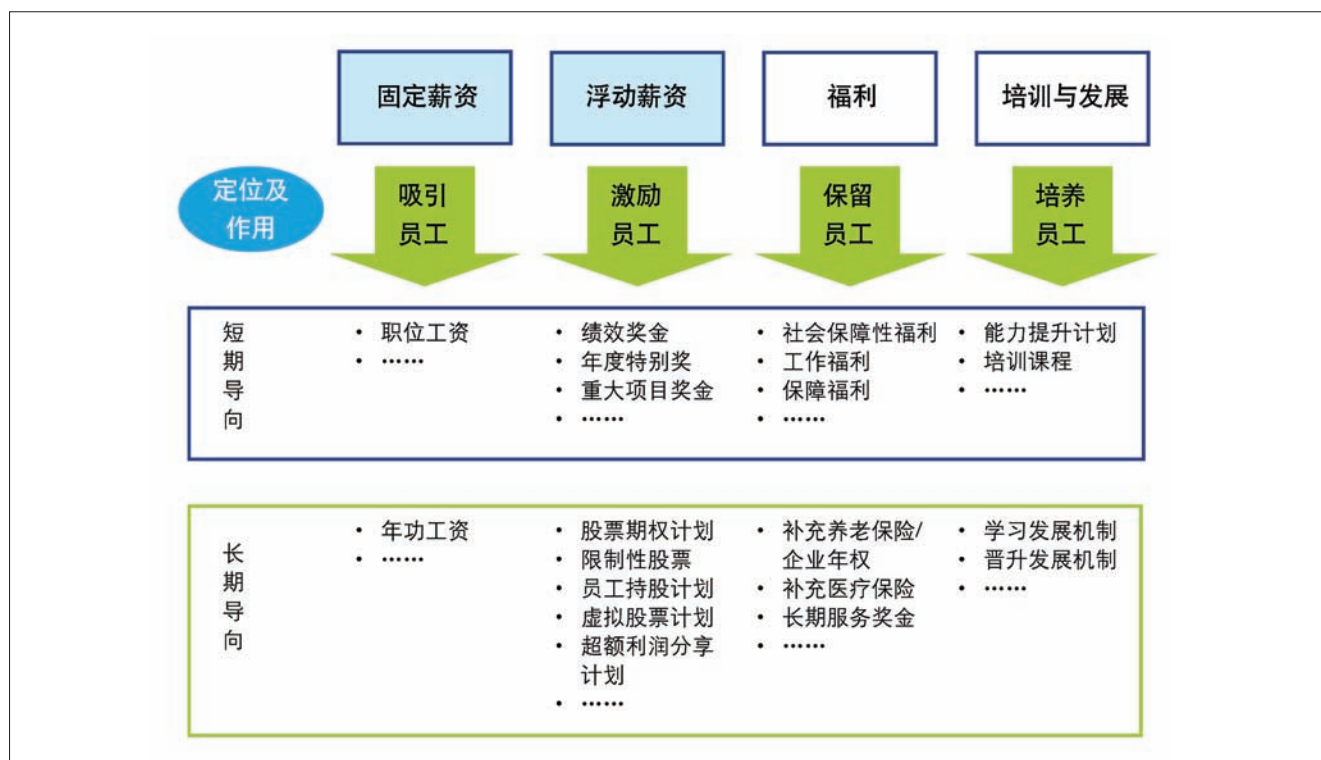 固定薪资
浮动薪资
福利
培训与发展
定位及
作用
吸引
员工
激励
员工
保留
员工
培养
员工
短
期
导
向
• 职位工资
• ……
• 绩效奖金
• 年度特别奖
• 重大项目奖金
• ……
• 社会保障性福利
• 工作福利
• 保障福利
• ……
• 能力提升计划
• 培训课程
• ……
长
期
导
向
• 年功工资
• ……
• 股票期权计划
• 限制性股票
• 员工持股计划
• 虚拟股票计划
• 超额利润分享
计划
• ……
• 补充养老保险/
企业年权
• 补充医疗保险
• 长期服务奖金
• ……
• 学习发展机制
• 晋升发展机制
• ……